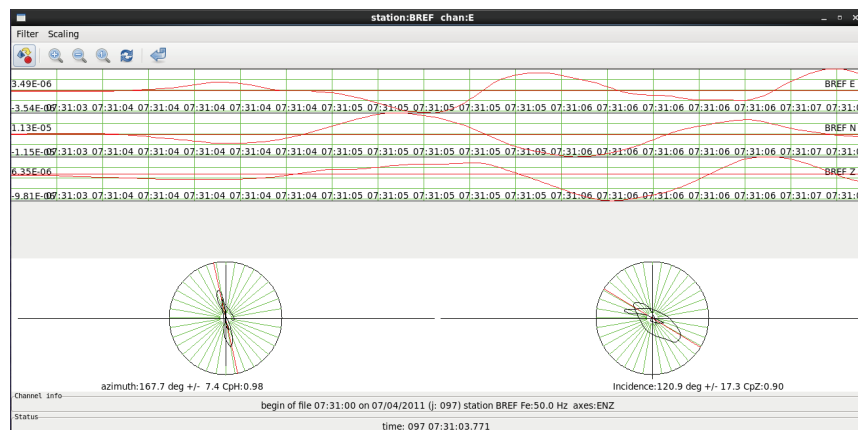 station:BREF chan:E
Filter Scaling
3.49E-06 BREF E
-3.54E-06 07:31:03 07:31:04 07:31:04 07:31:04 07:31:04 07:31:04 07:31:05 07:31:05 07:31:05 07:31:05 07:31:05 07:31:06 07:31:06 07:31:06 07:31:06 07:31:06 07:31:07 07:31:0
1.13E-05 BREF N
-1.15E-05 07:31:03 07:31:04 07:31:04 07:31:04 07:31:04 07:31:04 07:31:05 07:31:05 07:31:05 07:31:05 07:31:05 07:31:06 07:31:06 07:31:06 07:31:06 07:31:06 07:31:07 07:31:0
6.35E-06 BREF Z
-9.81E-06 07:31:03 07:31:04 07:31:04 07:31:04 07:31:04 07:31:04 07:31:05 07:31:05 07:31:05 07:31:05 07:31:05 07:31:06 07:31:06 07:31:06 07:31:06 07:31:06 07:31:07 07:31:0
azimuth:167.7 deg +/- 7.4 CpH:0.98 Incidence:120.9 deg +/- 17.3 CpZ:0.90
Channel info
begin of file 07:31:00 on 07/04/2011 (j: 097) station BREF Fe:50.0 Hz axes:ENZ
Status
time: 097 07:31:03.771